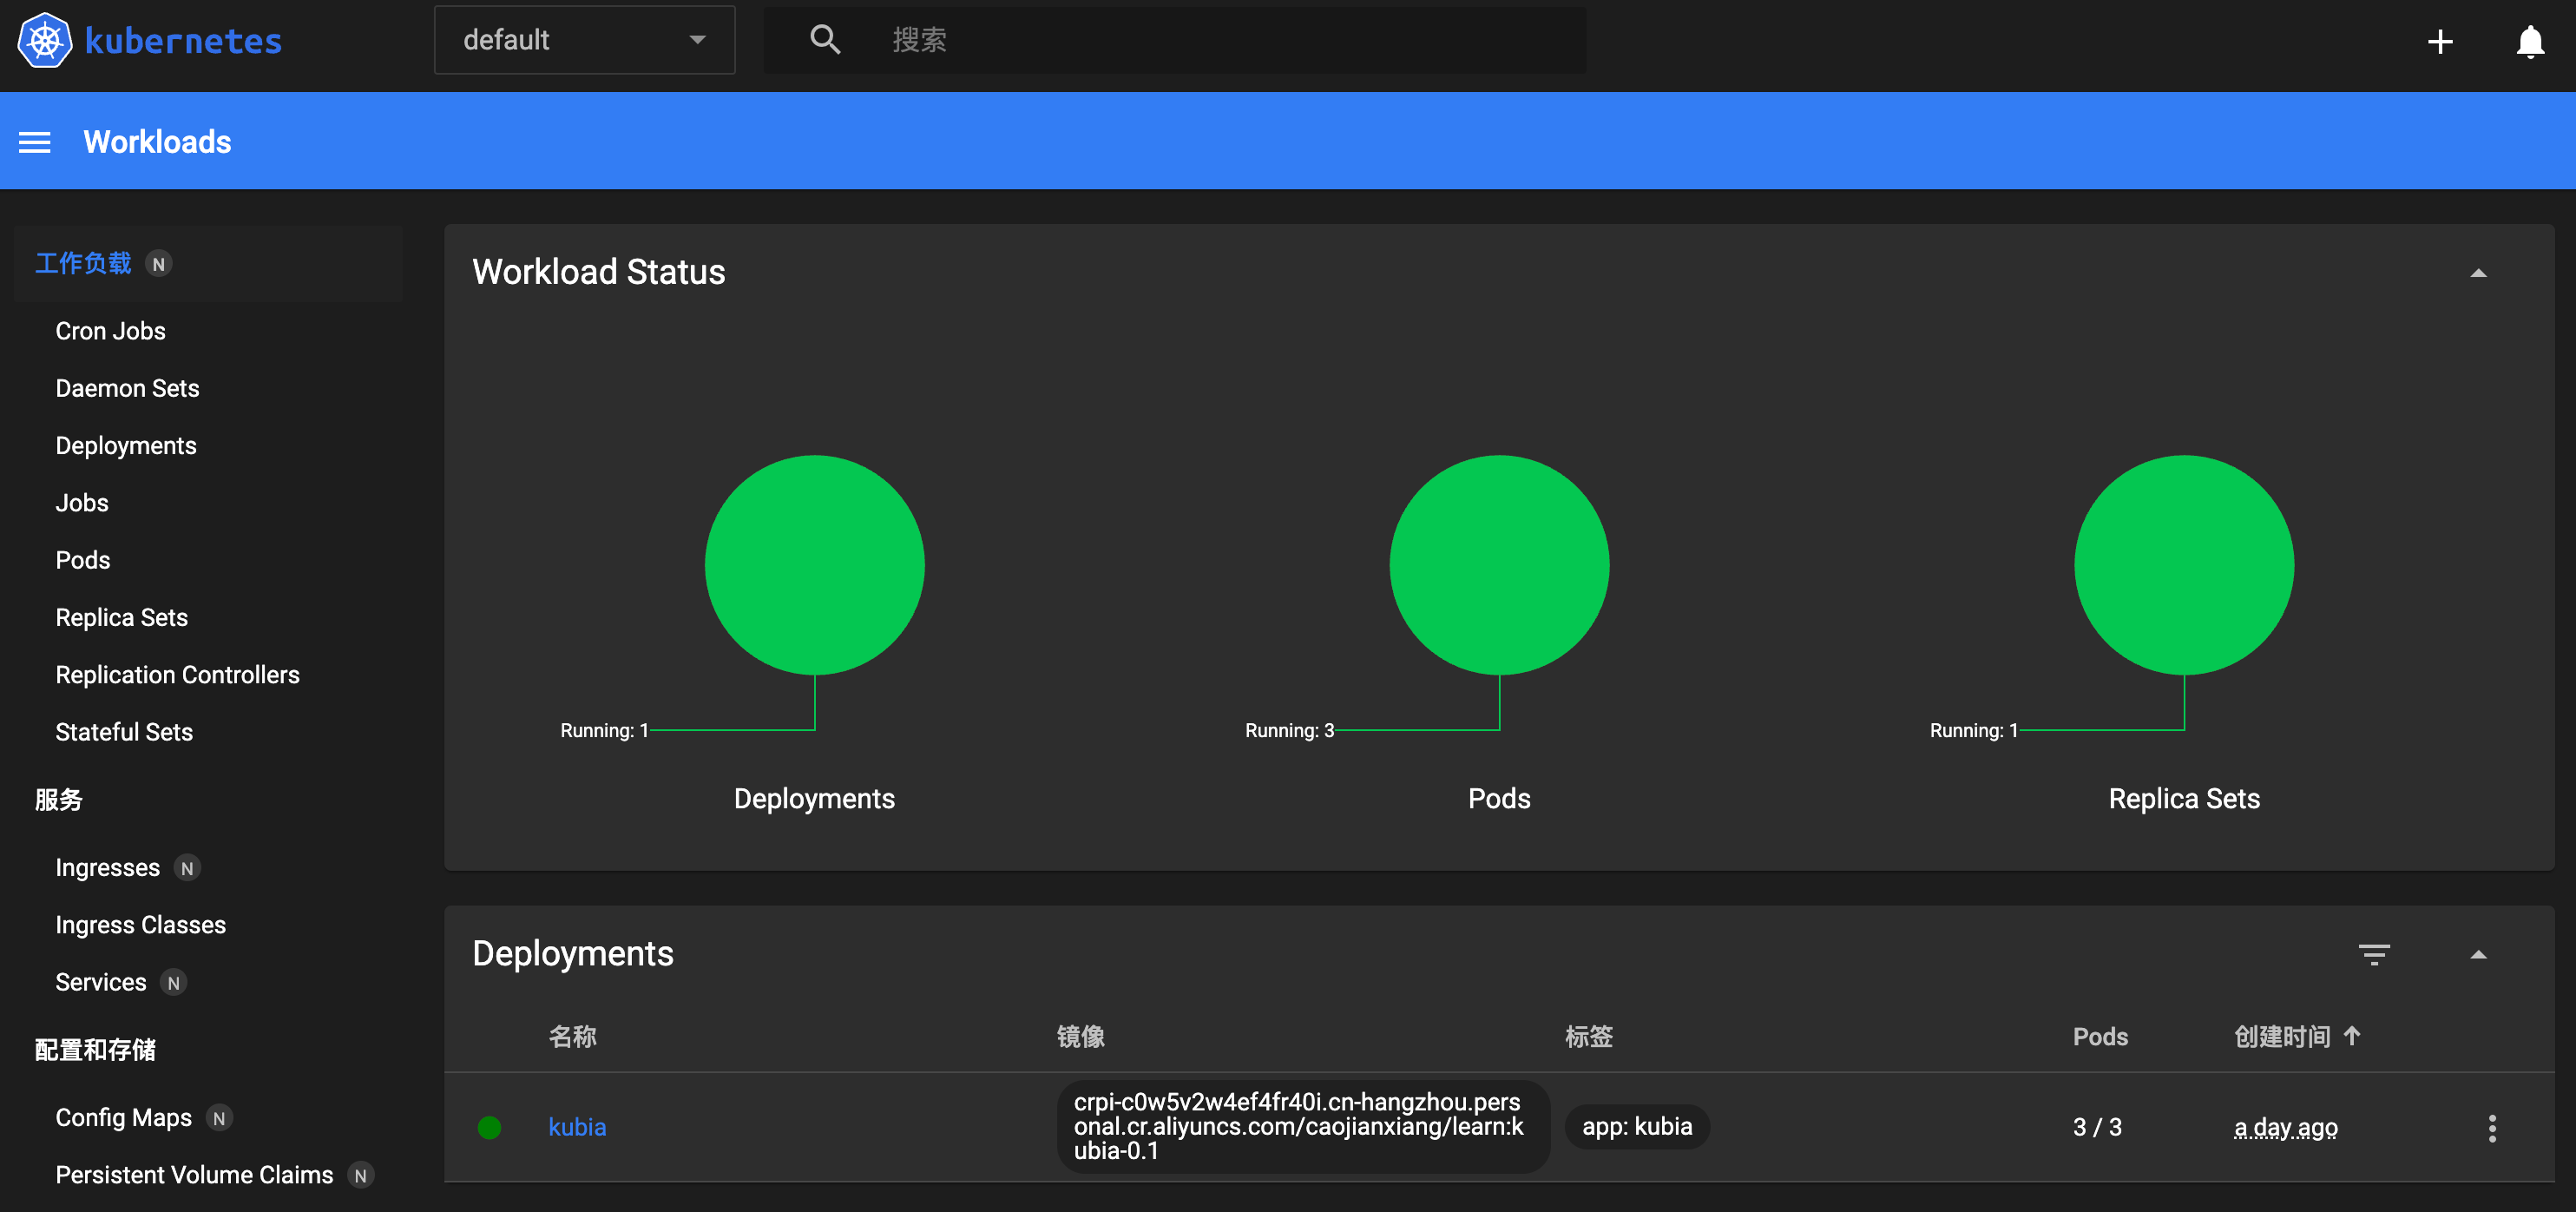 kubernetes
default
搜索
Workloads
工作负载 N
Cron Jobs
Daemon Sets
Deployments
Jobs
Pods
Replica Sets
Replication Controllers
Stateful Sets
服务
Ingresses N
Ingress Classes
Services N
配置和存储
Config Maps N
Persistent Volume Claims N
Workload Status
Running: 1
Deployments
Running: 3
Pods
Running: 1
Replica Sets
Deployments
名称 镜像 标签 Pods 创建时间
kubia
crpi-c0w5v2w4ef4fr40i.cn-hangzhou.pers
onal.cr.aliyuncs.com/caojianxiang/learn:k
ubia-0.1
app: kubia
3 / 3
a day ago